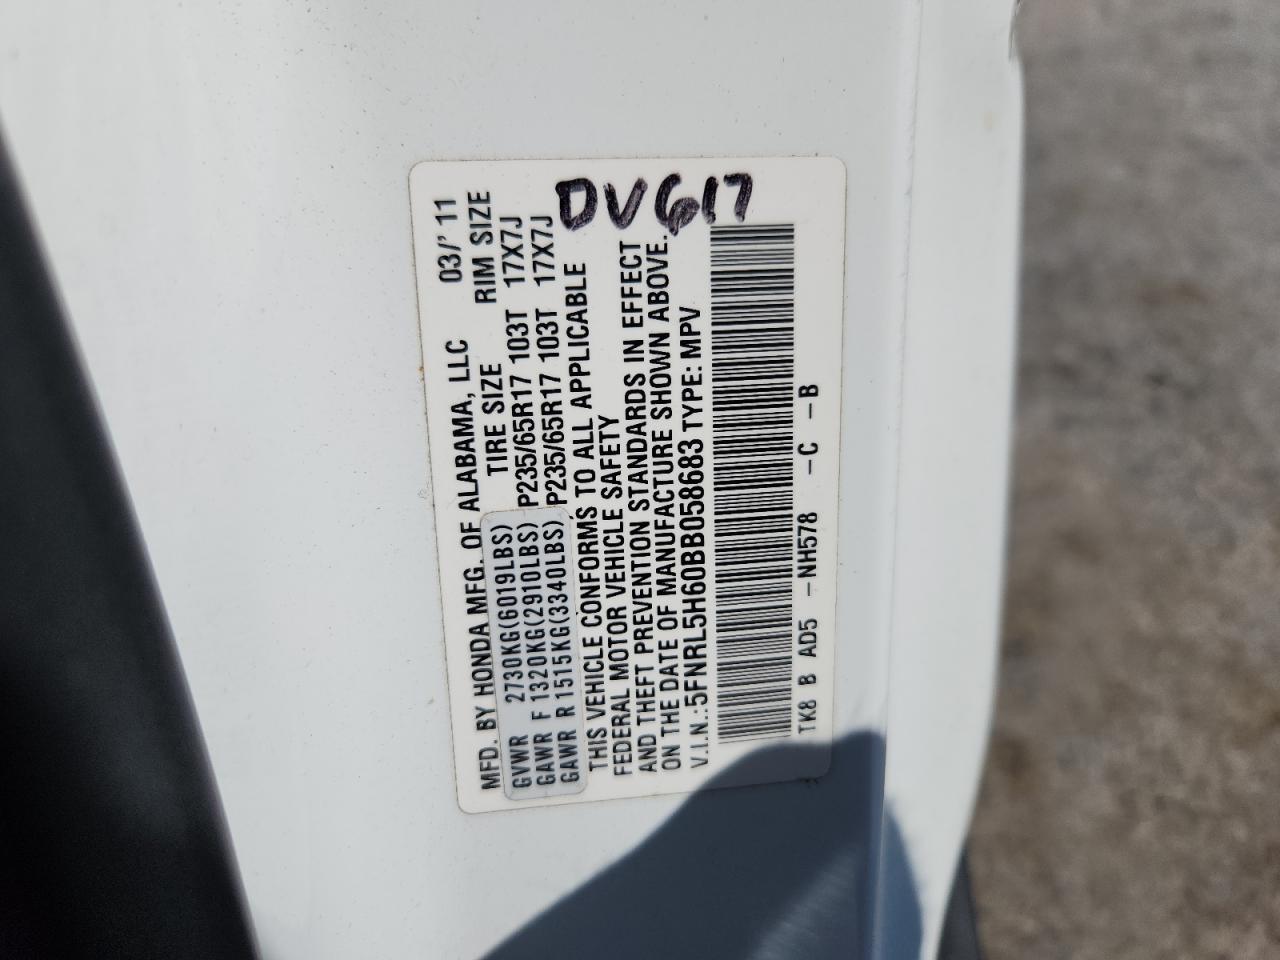 DV617
MFD. BY HONDA MFG. OF ALABAMA, LLC 03/'11
TIRE SIZE RIM SIZE
GVWR 2730KG(6019LBS)
GAWR F 1320KG(2910LBS) P235/65R17 103T 17X7J
GAWR R 1515KG(3340LBS) P235/65R17 103T 17X7J
THIS VEHICLE CONFORMS TO ALL APPLICABLE
FEDERAL MOTOR VEHICLE SAFETY
AND THEFT PREVENTION STANDARDS IN EFFECT
ON THE DATE OF MANUFACTURE SHOWN ABOVE.
V.I.N.:5FNRL5H60BB058683 TYPE: MPV
TK8 B AD5 -NH578 -C -B